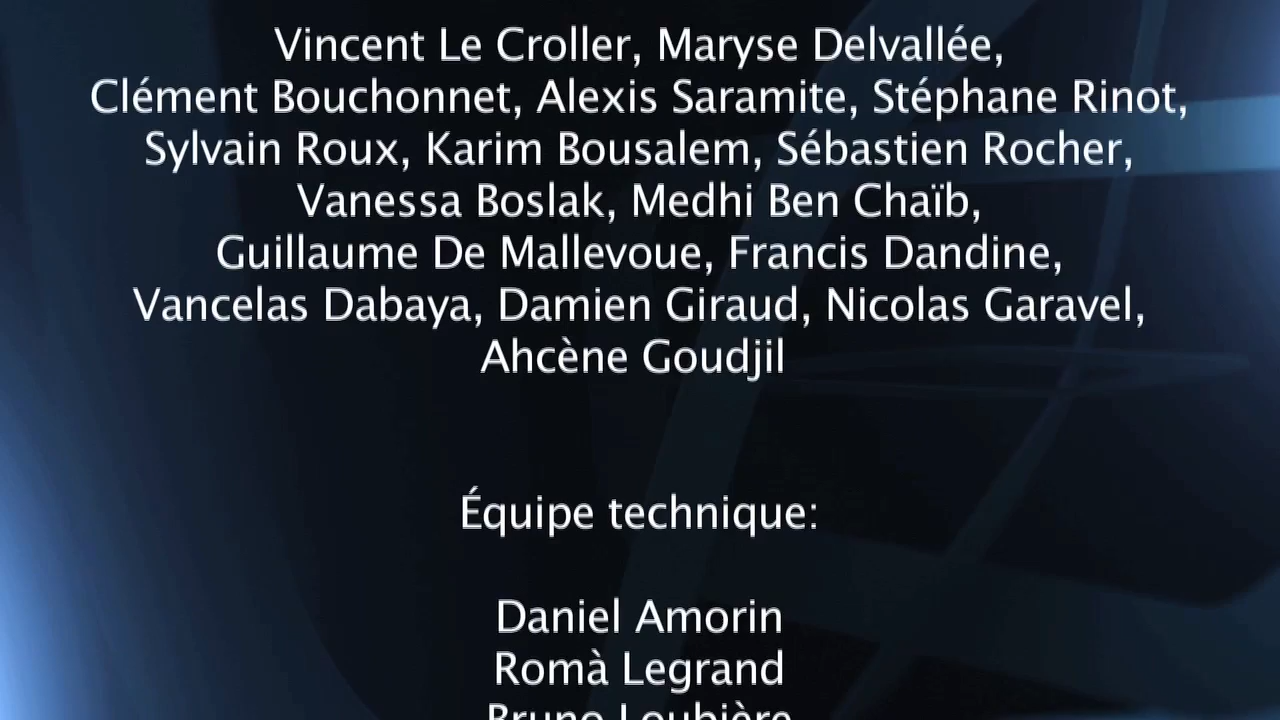 Vincent Le Croller, Maryse Delvallée,
Clément Bouchonnet, Alexis Saramite, Stéphane Rinot,
Sylvain Roux, Karim Bousalem, Sébastien Rocher,
Vanessa Boslak, Medhi Ben Chaïb,
Guillaume De Mallevoue, Francis Dandine,
Vancelas Dabaya, Damien Giraud, Nicolas Garavel,
Ahcène Goudjil
Équipe technique:
Daniel Amorin
Romà Legrand
Bruno Loubière